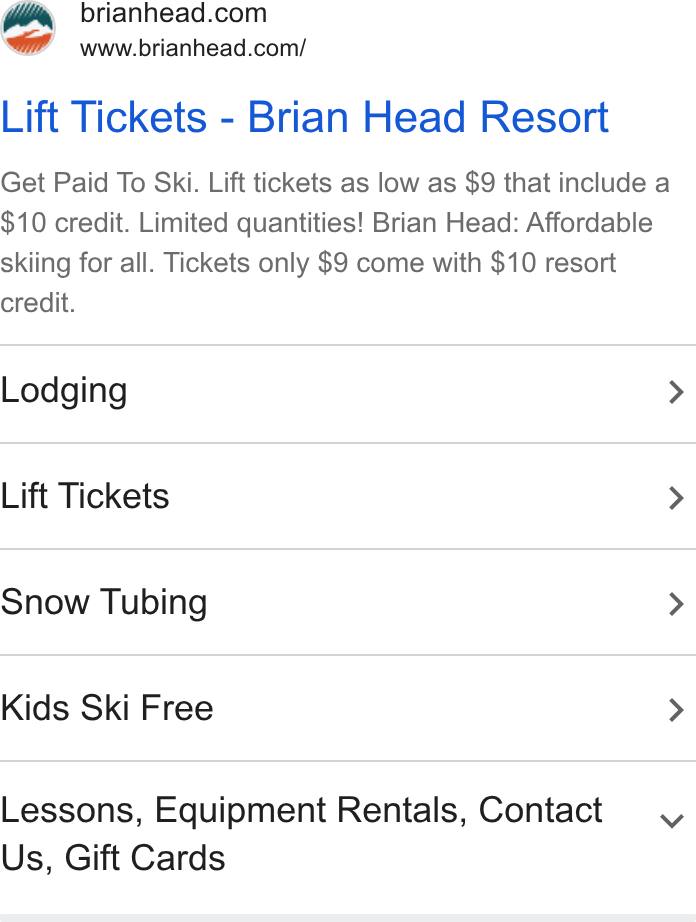 brianhead.com
www.brianhead.com/
Lift Tickets - Brian Head Resort
Get Paid To Ski. Lift tickets as low as $9 that include a
$10 credit. Limited quantities! Brian Head: Affordable
skiing for all. Tickets only $9 come with $10 resort
credit.
Lodging
Lift Tickets
Snow Tubing
Kids Ski Free
Lessons, Equipment Rentals, Contact
Us, Gift Cards